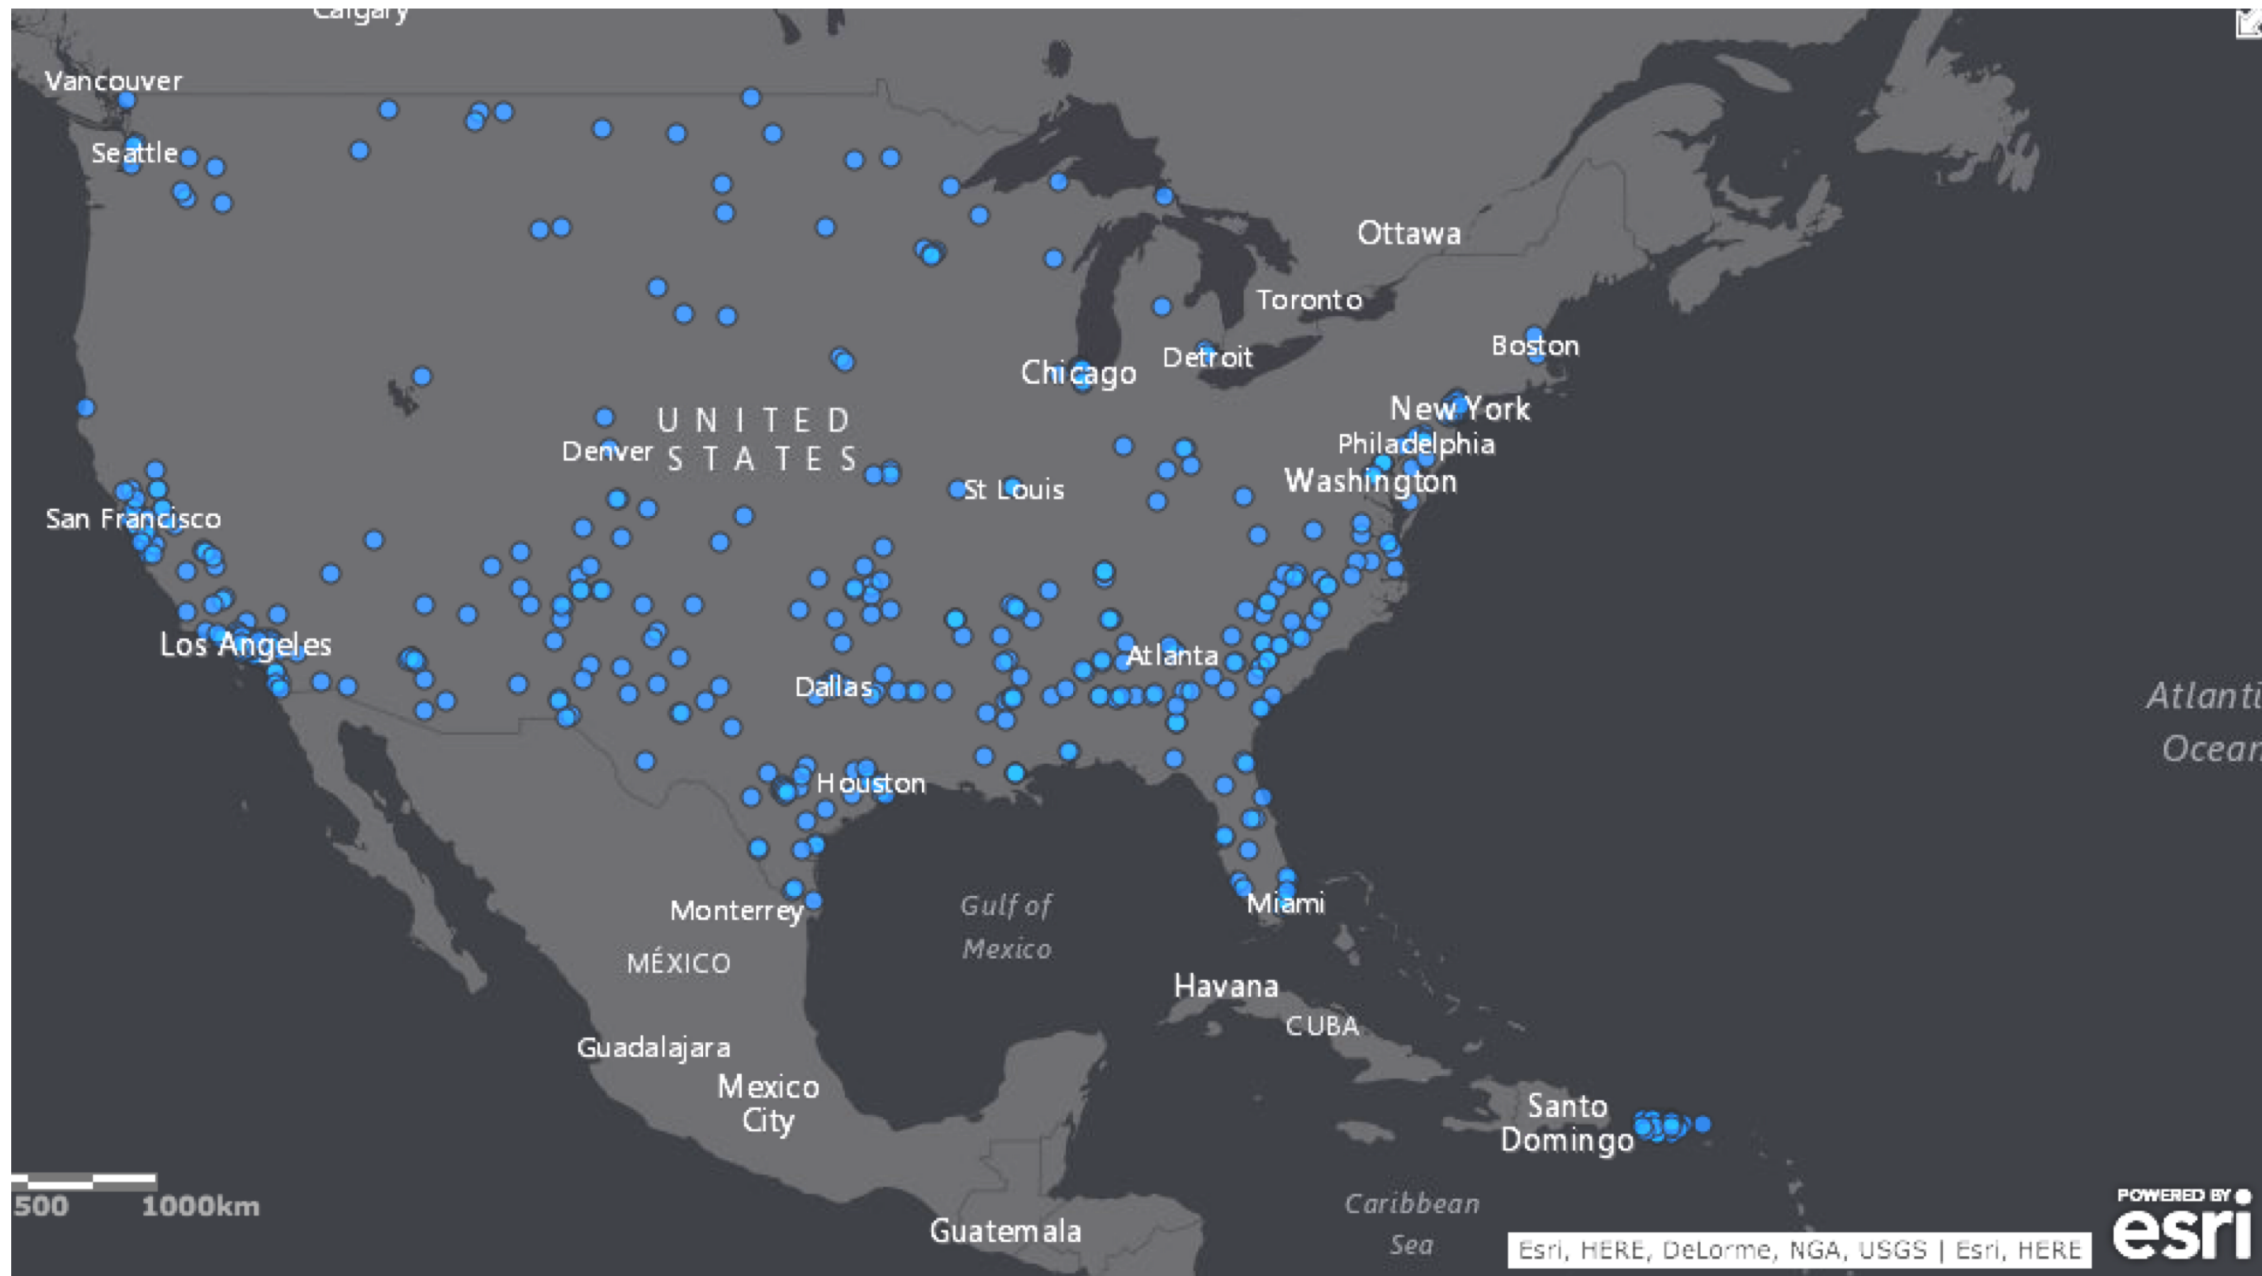 Calgary
Vancouver
Seattle
Ottawa
Toronto
Boston
Detroit
Chicago
New York
UNITED
STATES
Denver
Philadelphia
Washington
St Louis
San Francisco
Los Angeles
Atlanta
Dallas
Atlanti
Ocean
Houston
Monterrey
Gulf of
Mexico
Miami
MÉXICO
Havana
CUBA
Guadalajara
Mexico
City
Santo
Domingo
500 1000km
Caribbean
Sea
Guatemala
POWERED BY
esri
Esri, HERE, DeLorme, NGA, USGS | Esri, HERE